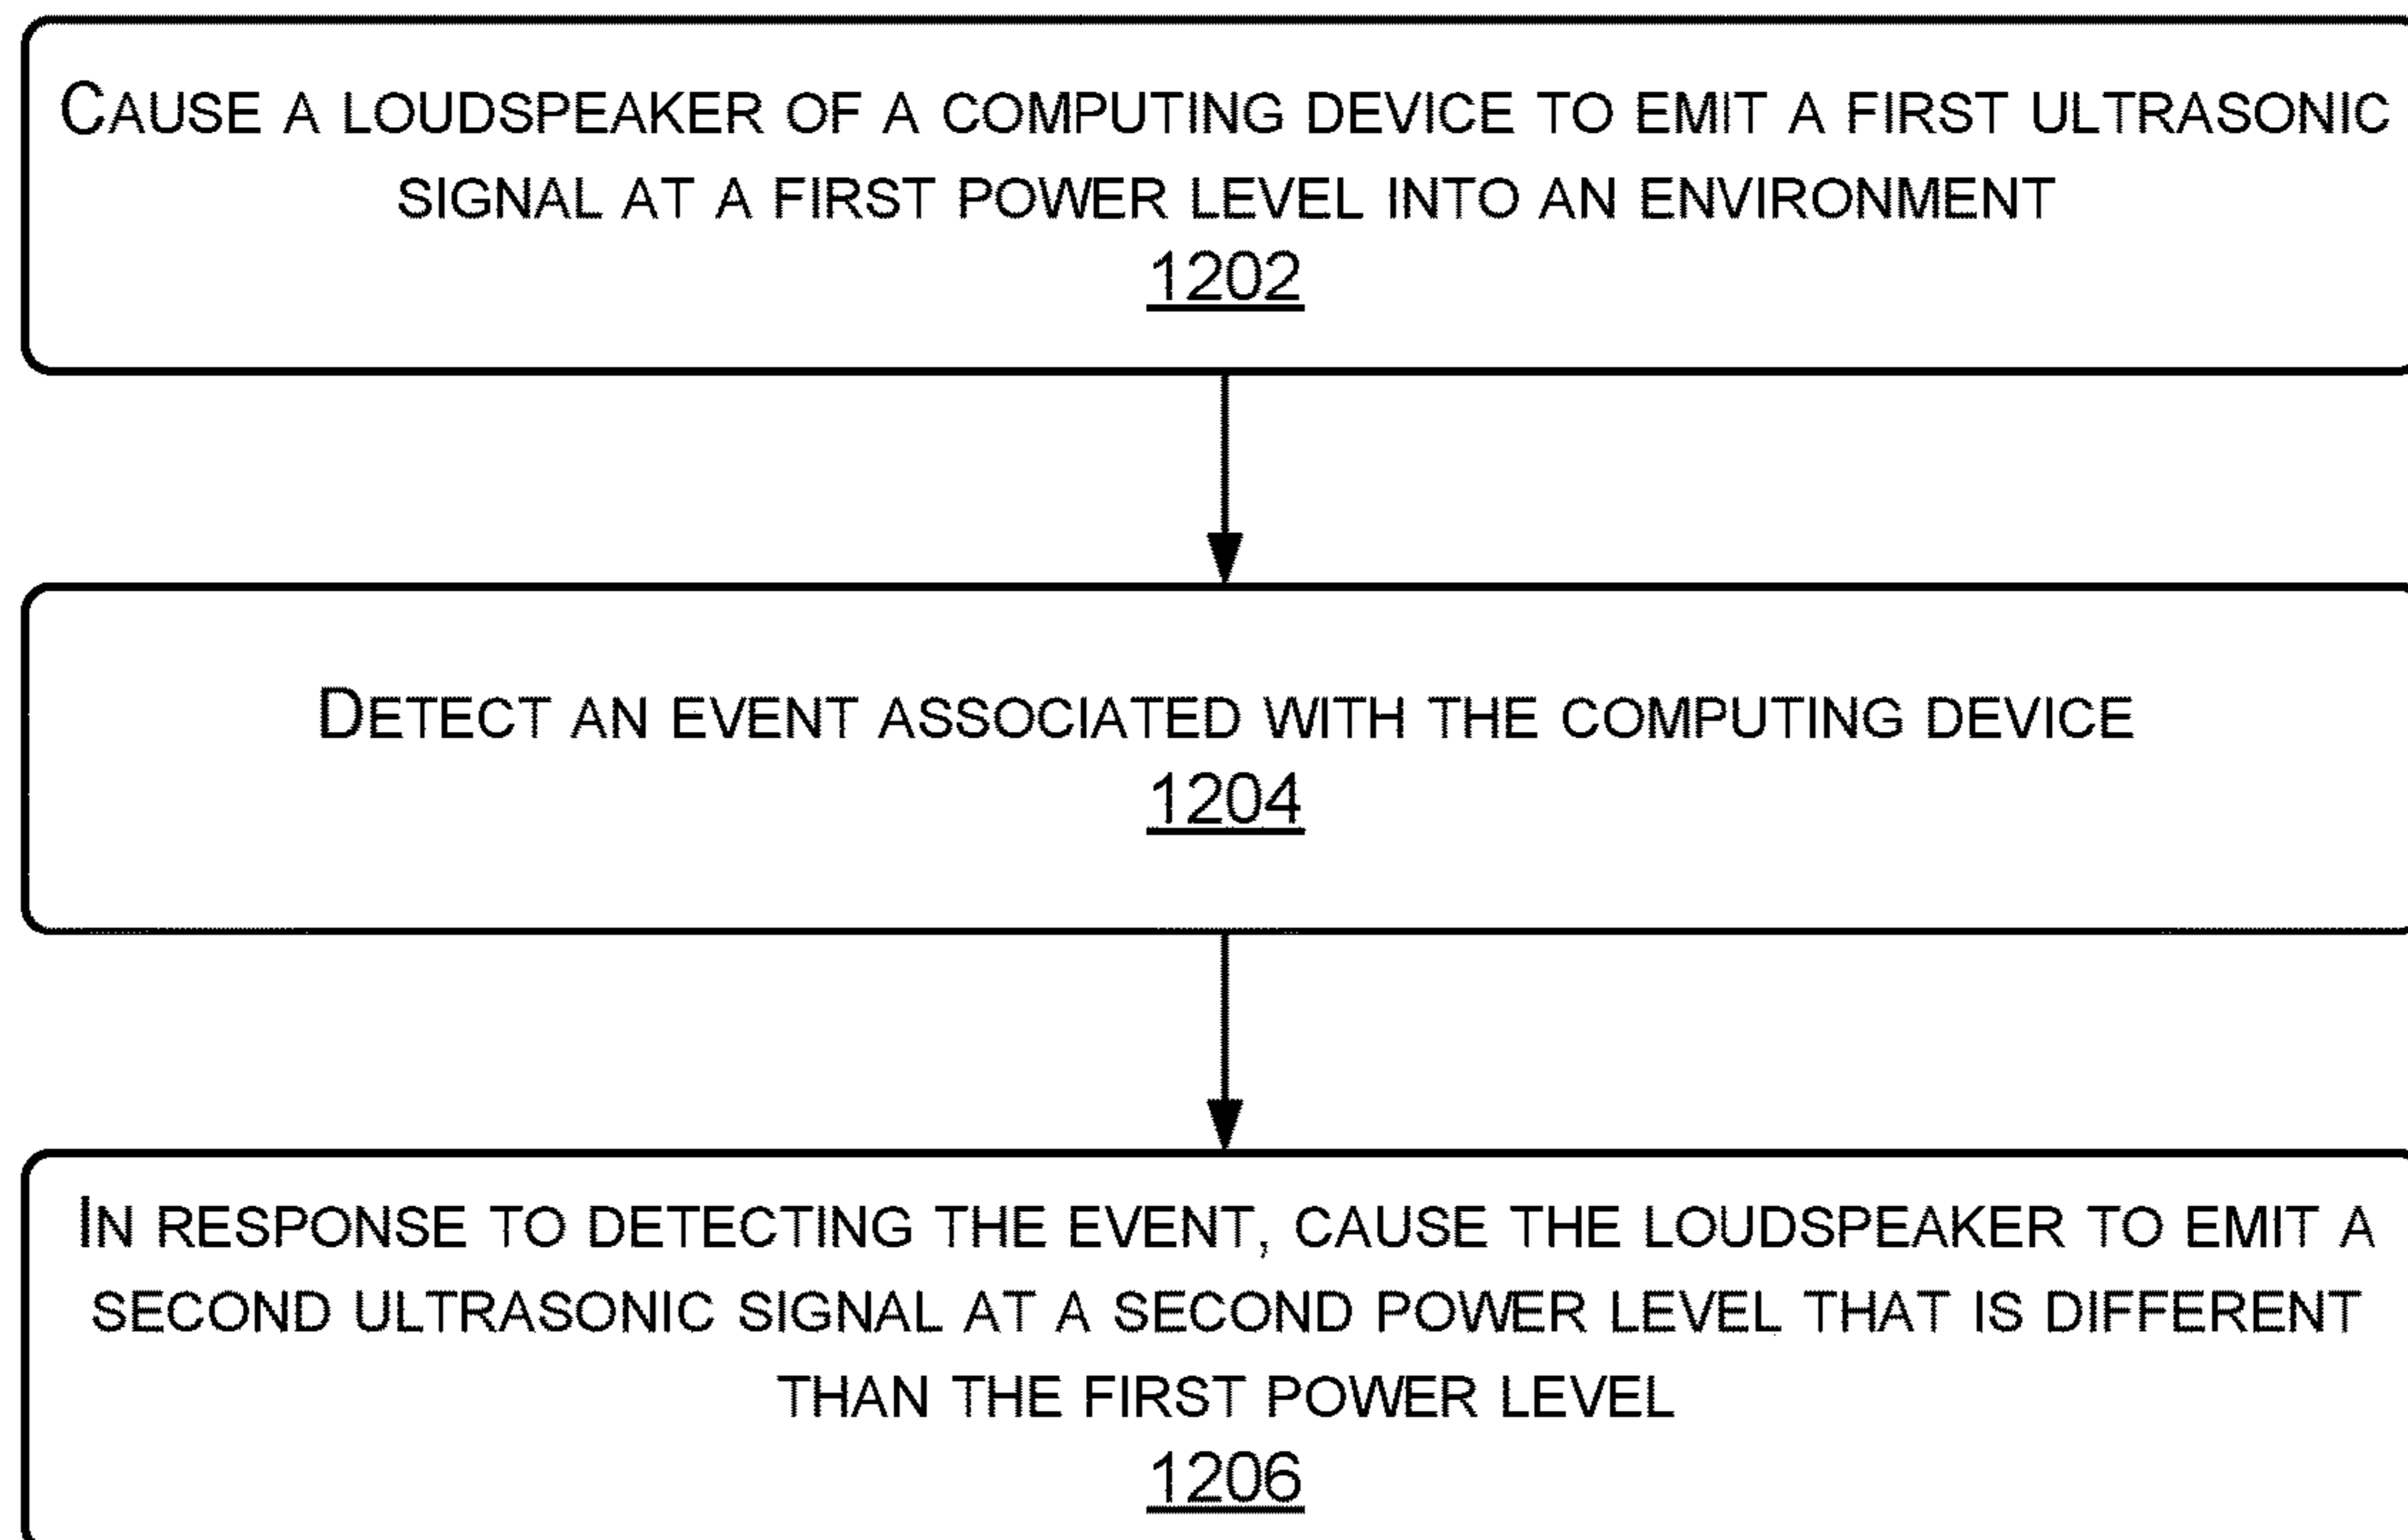 CAUSE A LOUDSPEAKER OF A COMPUTING DEVICE TO EMIT A FIRST ULTRASONIC
SIGNAL AT A FIRST POWER LEVEL INTO AN ENVIRONMENT
1202
DETECT AN EVENT ASSOCIATED WITH THE COMPUTING DEVICE
1204
IN RESPONSE TO DETECTING THE EVENT, CAUSE THE LOUDSPEAKER TO EMIT A
SECOND ULTRASONIC SIGNAL AT A SECOND POWER LEVEL THAT IS DIFFERENT
THAN THE FIRST POWER LEVEL
1206